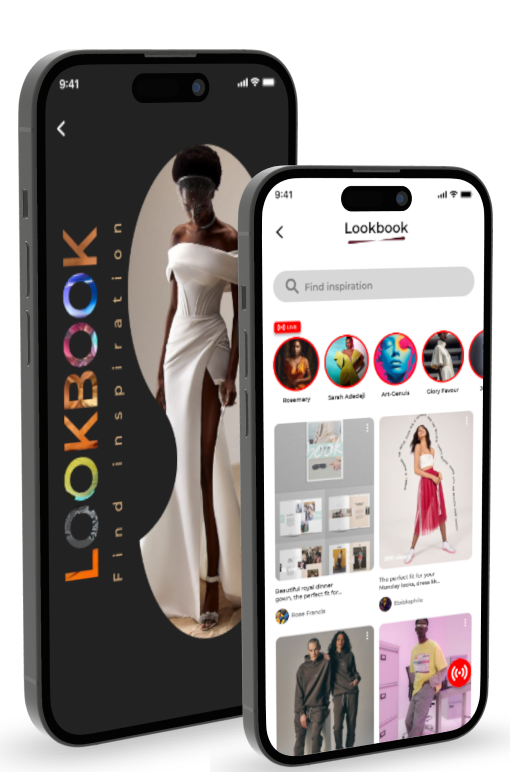 9:41
LOOKBOOK
Find inspiration
9:41
Lookbook
Find inspiration
LIVE
Rosemary
Sarah Adedeji
Art-Genuis
Glory Favour
Beautiful royal dinner
gown, the perfect fit for...
Rose Francis
The perfect fit for your
Monday looks, dress lik...